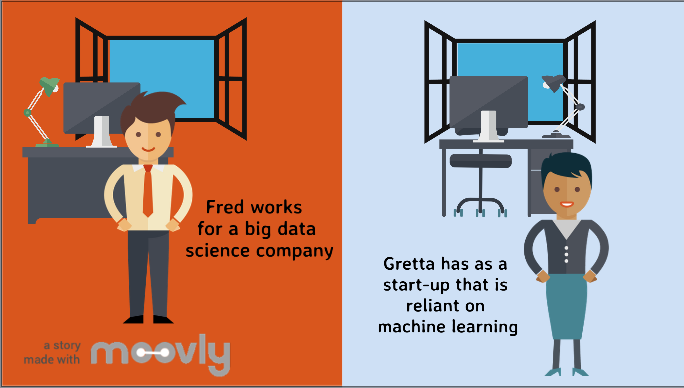 Fred works
for a big data
science company
Gretta has as a
start-up that is
reliant on
machine learning
a story
made with
moovly